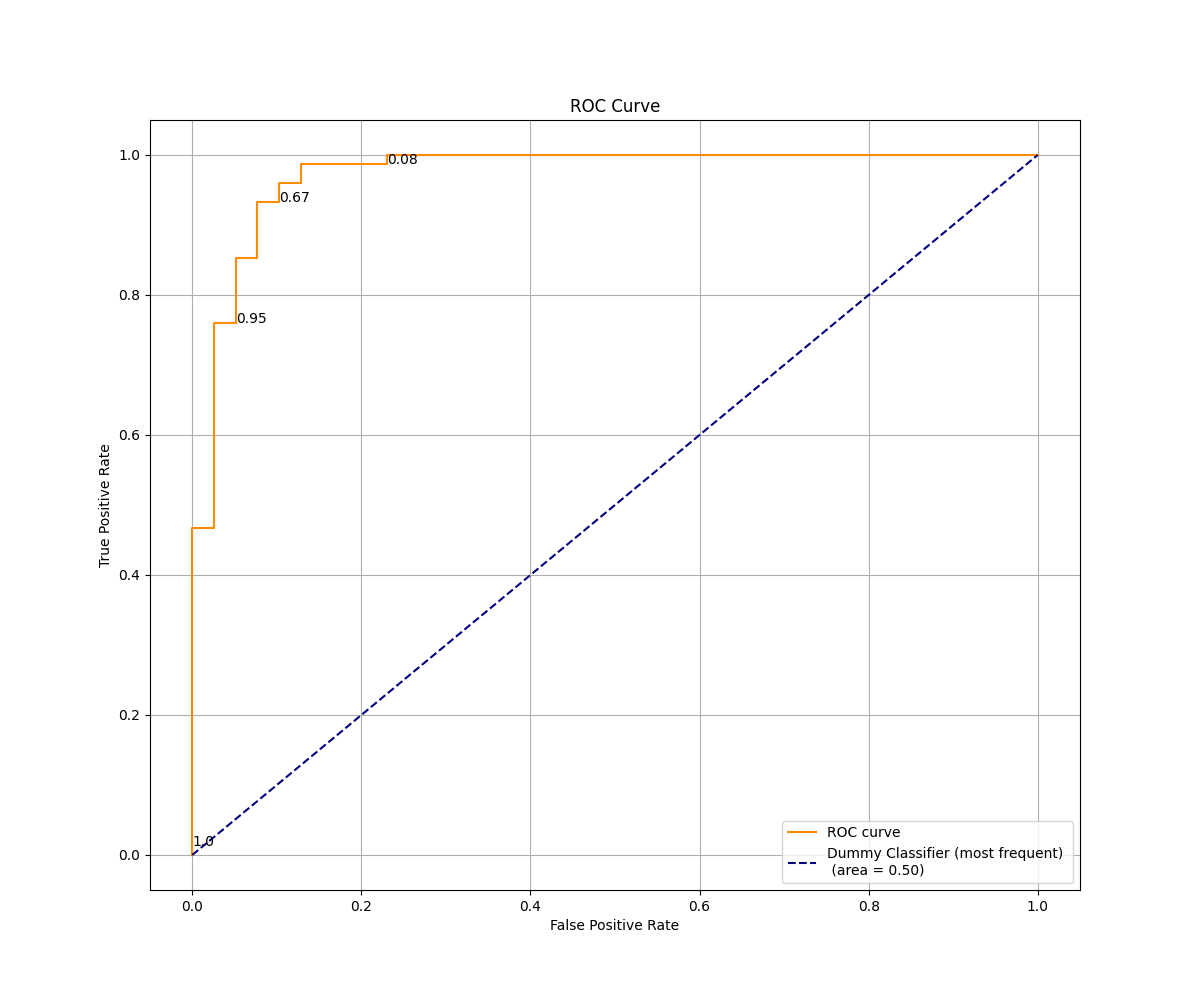 ROC Curve
1.0
0.8
0.6
0.4
0.2
0.0
True Positive Rate
0.08
0.67
0.95
1.0
ROC curve
Dummy Classifier (most frequent)
(area = 0.50)
0.0 0.2 0.4 0.6 0.8 1.0
False Positive Rate